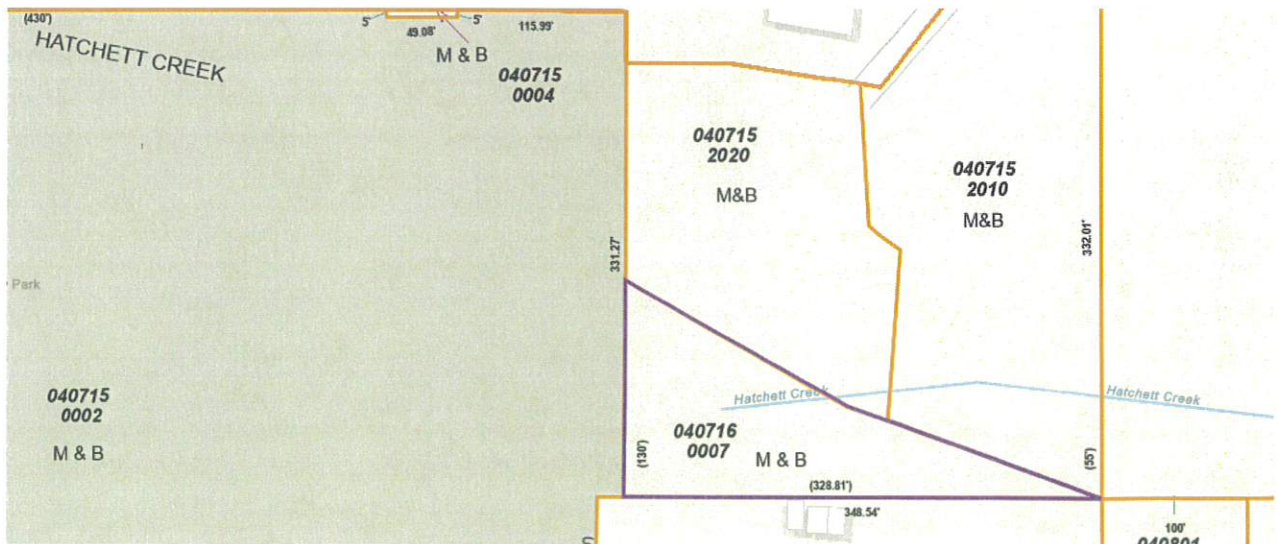 (430')
5'
49.08'
5'
115.99'
HATCHETT CREEK
M & B
040715
0004
040715
2020
M&B
040715
2010
M&B
331.27'
332.01'
Park
040715
0002
M & B
Hatchett Creek
Hatchett Creek
040716
0007
M & B
(130')
(55')
(328.81')
348.54'
100'
040801